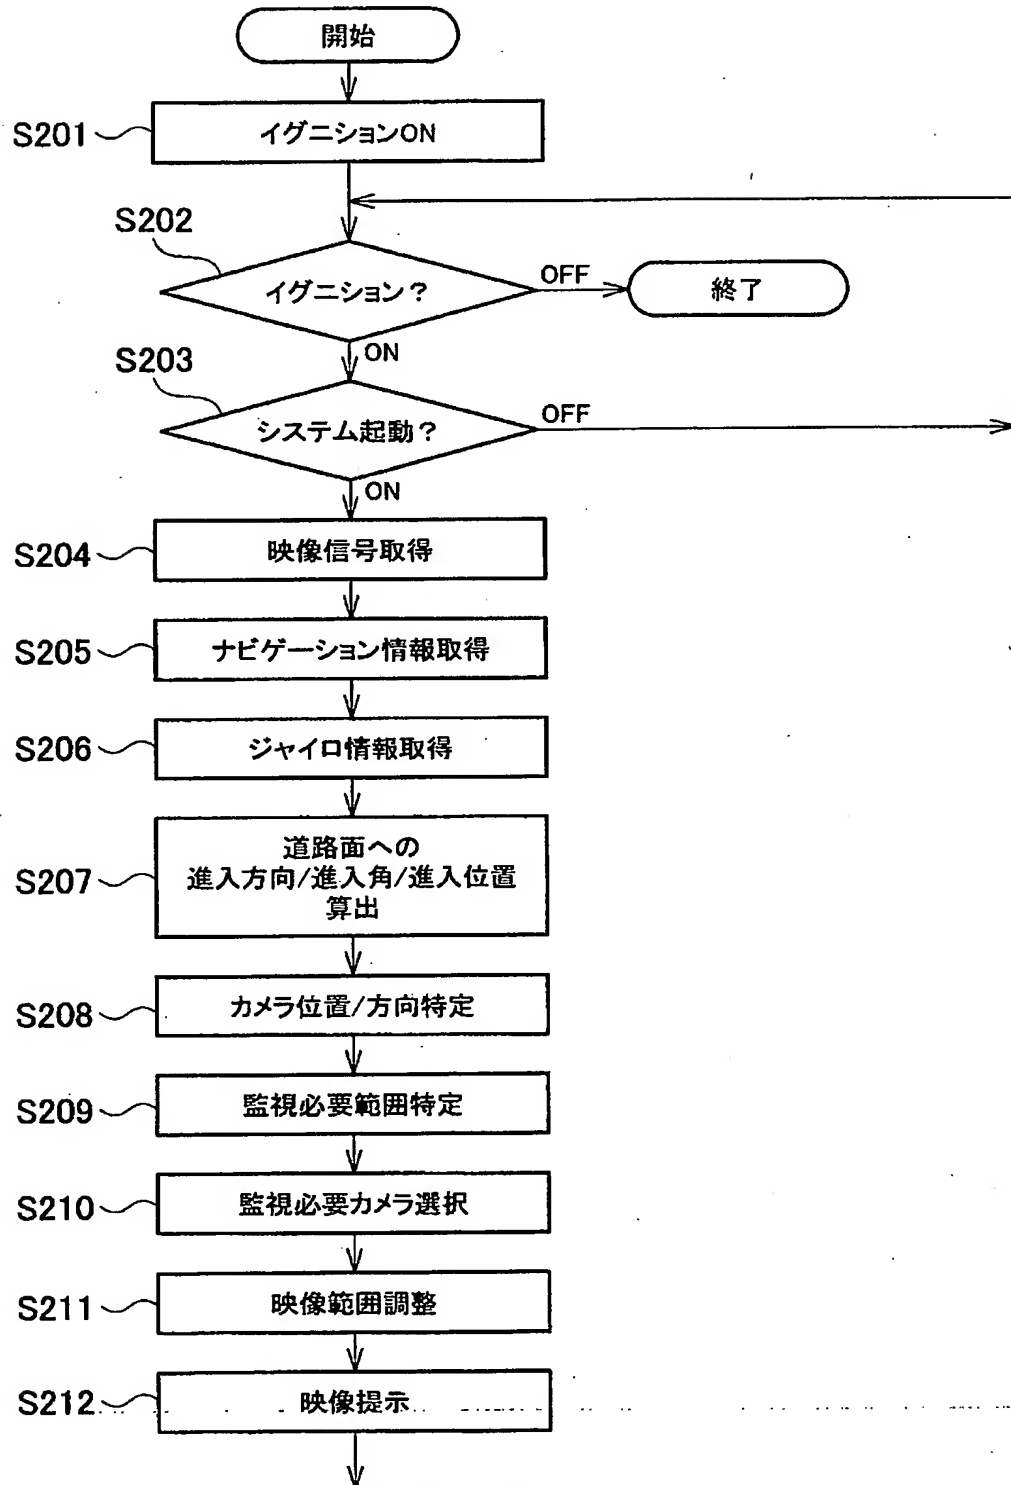 開始
S201
イグニションON
S202
イグニション?
OFF
終了
ON
S203
システム起動?
OFF
ON
S204
映像信号取得
S205
ナビゲーション情報取得
S206
ジャイロ情報取得
S207
道路面への
進入方向/進入角/進入位置
算出
S208
カメラ位置/方向特定
S209
監視必要範囲特定
S210
監視必要カメラ選択
S211
映像範囲調整
S212
映像提示